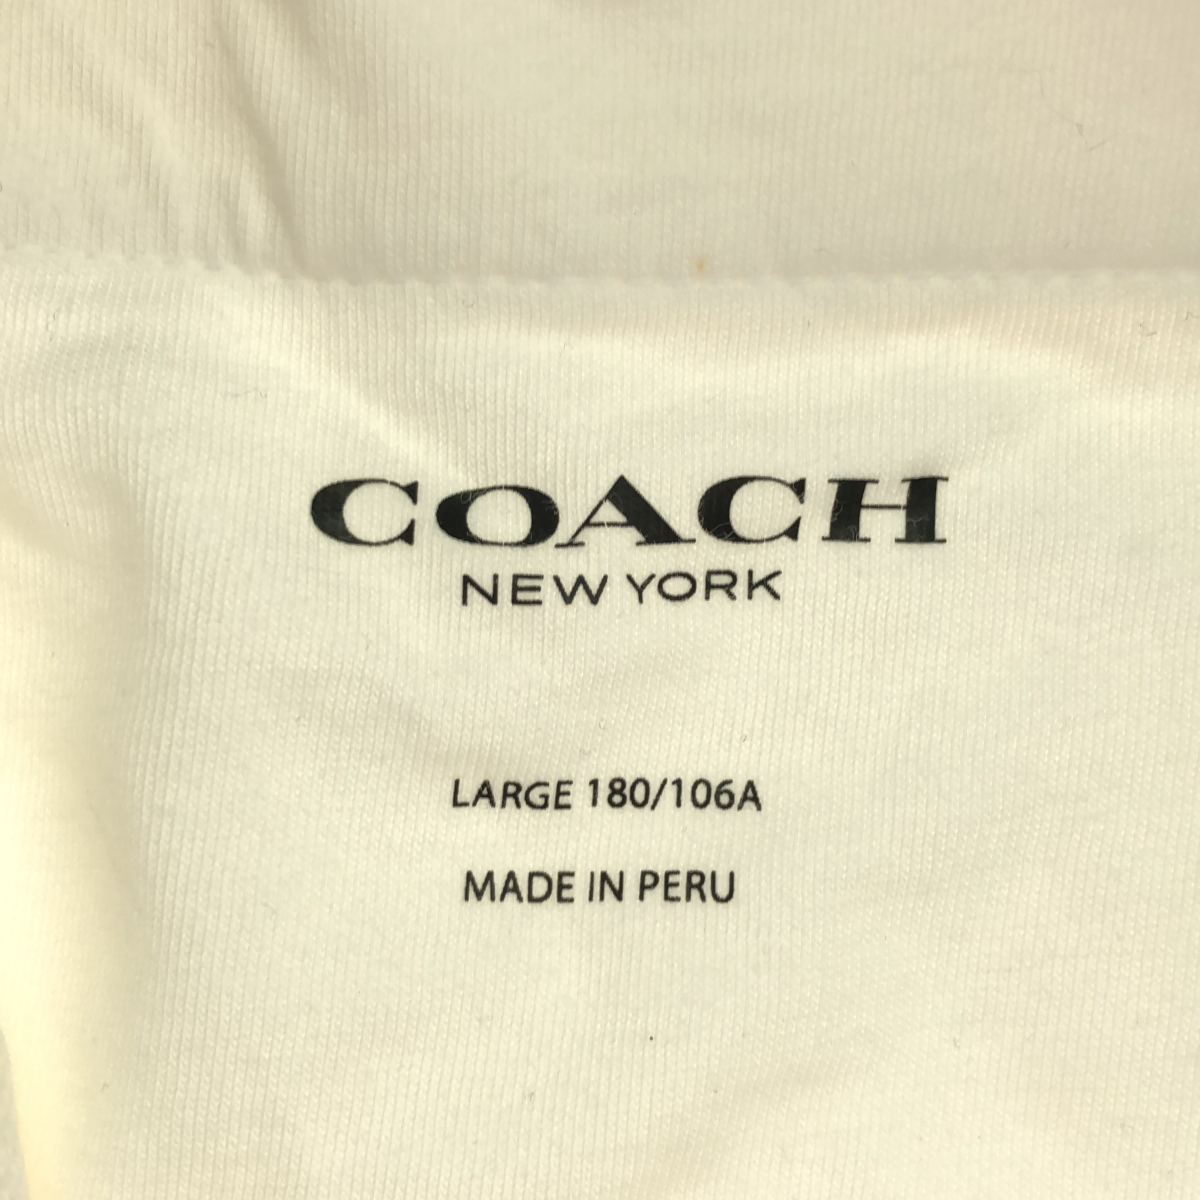 COACH
NEW YORK
LARGE 180/106A
MADE IN PERU